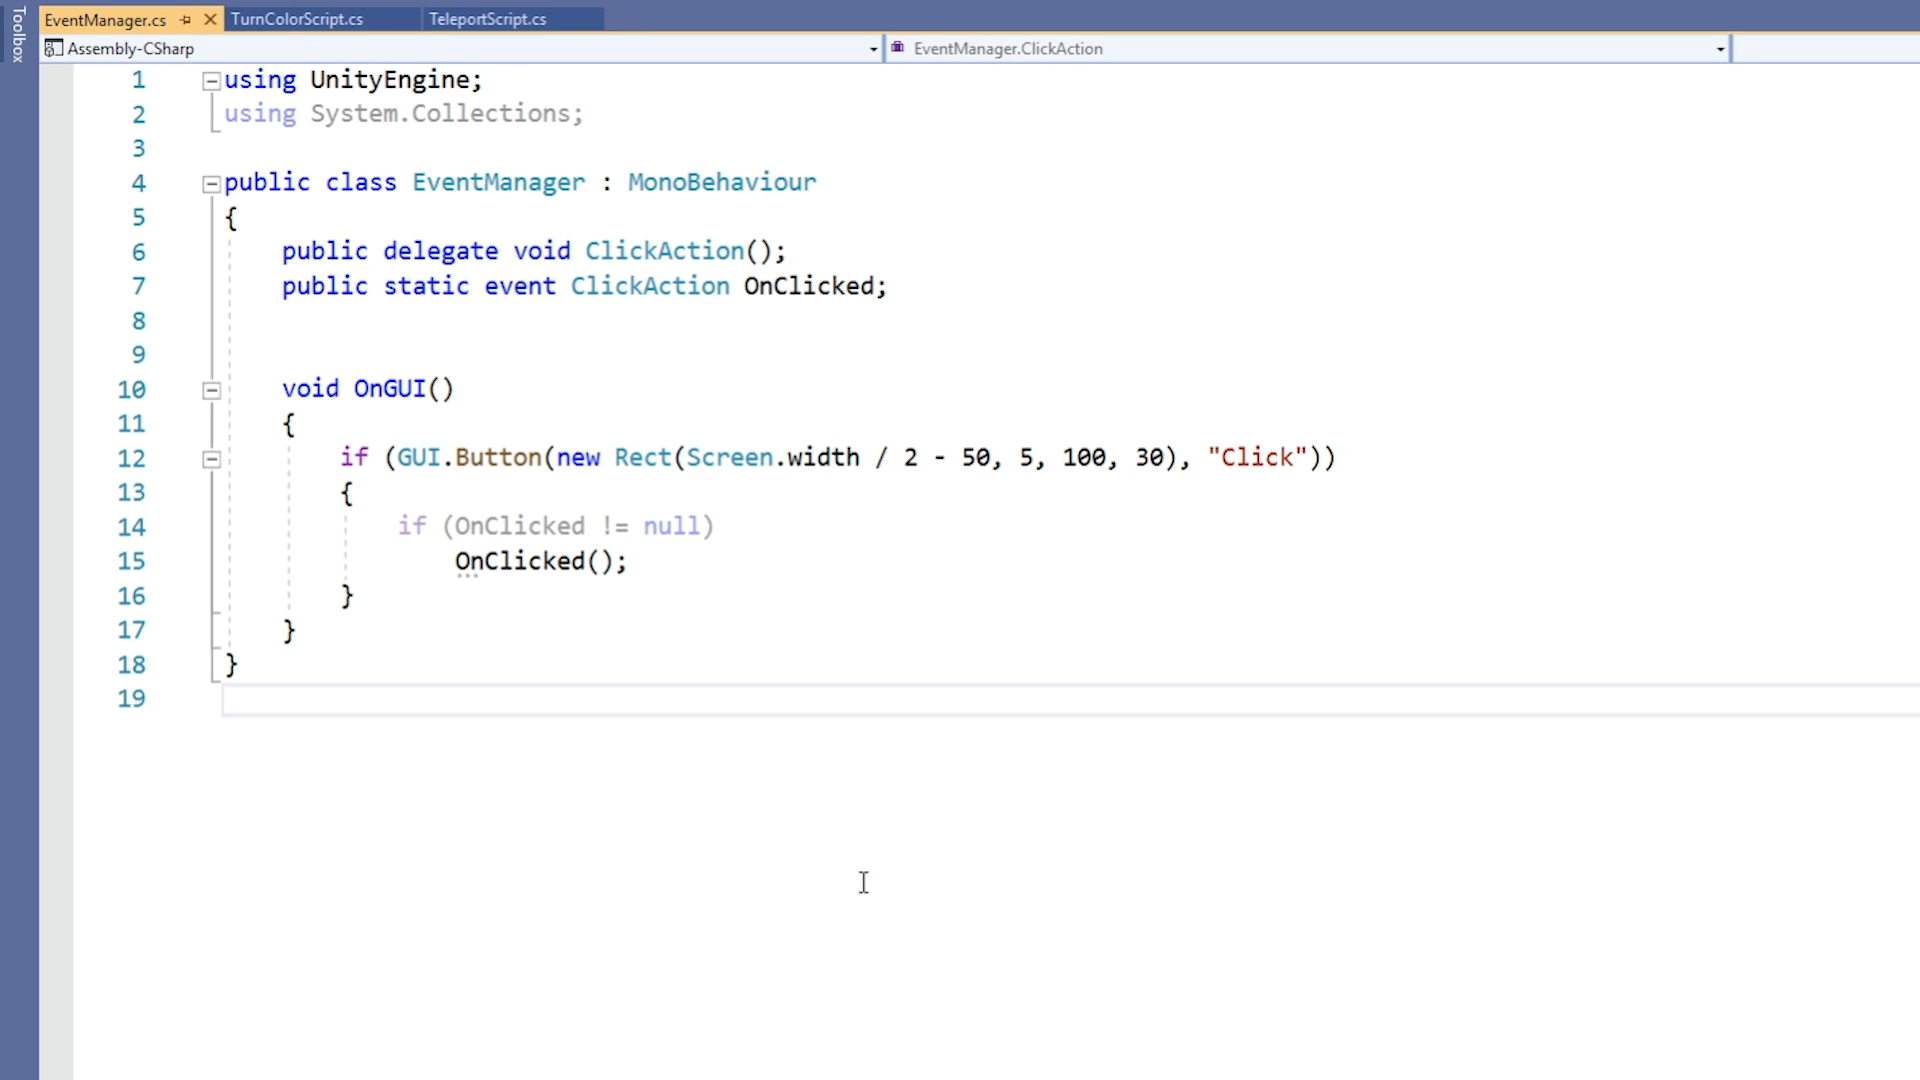 Toolbox
EventManager.cs TurnColorScript.cs TeleportScript.cs
Assembly-CSharp EventManager.ClickAction
1 using UnityEngine;
2 using System.Collections;
3
4 public class EventManager : MonoBehaviour
5 {
6 public delegate void ClickAction();
7 public static event ClickAction OnClicked;
8
9
10 void OnGUI()
11 {
12 if (GUI.Button(new Rect(Screen.width / 2 - 50, 5, 100, 30), "Click"))
13 {
14 if (OnClicked != null)
15 OnClicked();
16 }
17 }
18 }
19